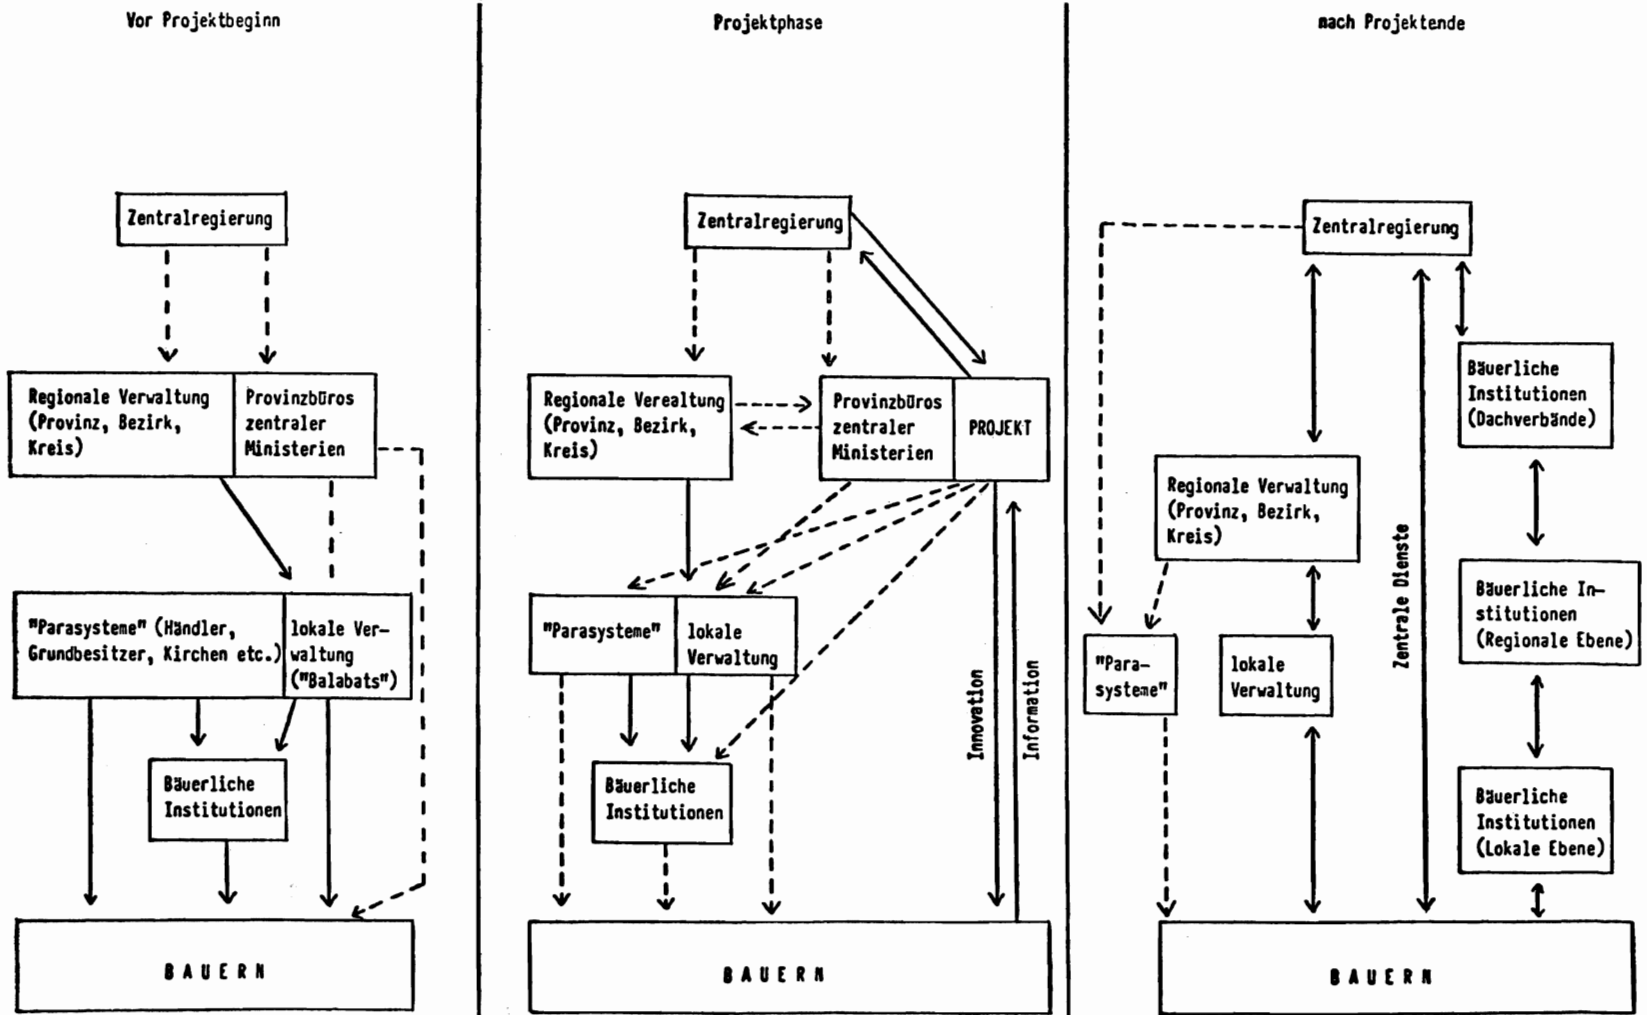 Vor Projektbeginn
Zentralregierung
Regionale Verwaltung
(Provinz, Bezirk,
Kreis)
Provinzbüros
zentraler
Ministerien
"Parasysteme" (Händler,
Grundbesitzer, Kirchen etc.)
lokale Ver-
waltung
("Balabats")
Bäuerliche
Institutionen
BAUERN
Projektphase
Zentralregierung
Regionale Verealtung
(Provinz, Bezirk,
Kreis)
Provinzbüros
zentraler
Ministerien
PROJEKT
"Parasysteme"
lokale
Verwaltung
Bäuerliche
Institutionen
Innovation
Information
BAUERN
nach Projektende
Zentralregierung
Bäuerliche
Institutionen
(Dachverbände)
Regionale Verwaltung
(Provinz, Bezirk,
Kreis)
Zentrale Dienste
Bäuerliche In-
stitutionen
(Regionale Ebene)
"Para-
systeme"
lokale
Verwaltung
Bäuerliche
Institutionen
(Lokale Ebene)
BAUERN